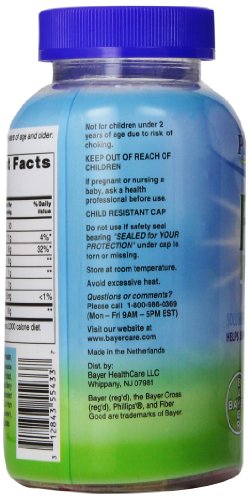 Not for children under 2
years of age due to risk of
choking.
KEEP OUT OF REACH OF
CHILDREN
If pregnant or nursing a
baby, ask a health
professional before use.
CHILD RESISTANT CAP
Do not use if safety seal
bearing "SEALED for YOUR
PROTECTION" under cap is
torn or missing.
Store at room temperature.
Avoid excessive heat.
Questions or comments?
Please call 1-800-986-0369
(Mon – Fri 9AM – 5PM EST)
Visit our website at
www.bayercare.com
Made in the Netherlands
Dist. by:
Bayer HealthCare LLC
Whippany, NJ 07981
Bayer (reg'd), the Bayer Cross
(reg'd), Phillips'®, and Fiber
Good are trademarks of Bayer.
years of age and older.
t Facts
% Daily
Value
4%*
32%*
**
**
<1%
**
2,000 calorie diet.
3 12843 55433 7
HELPS